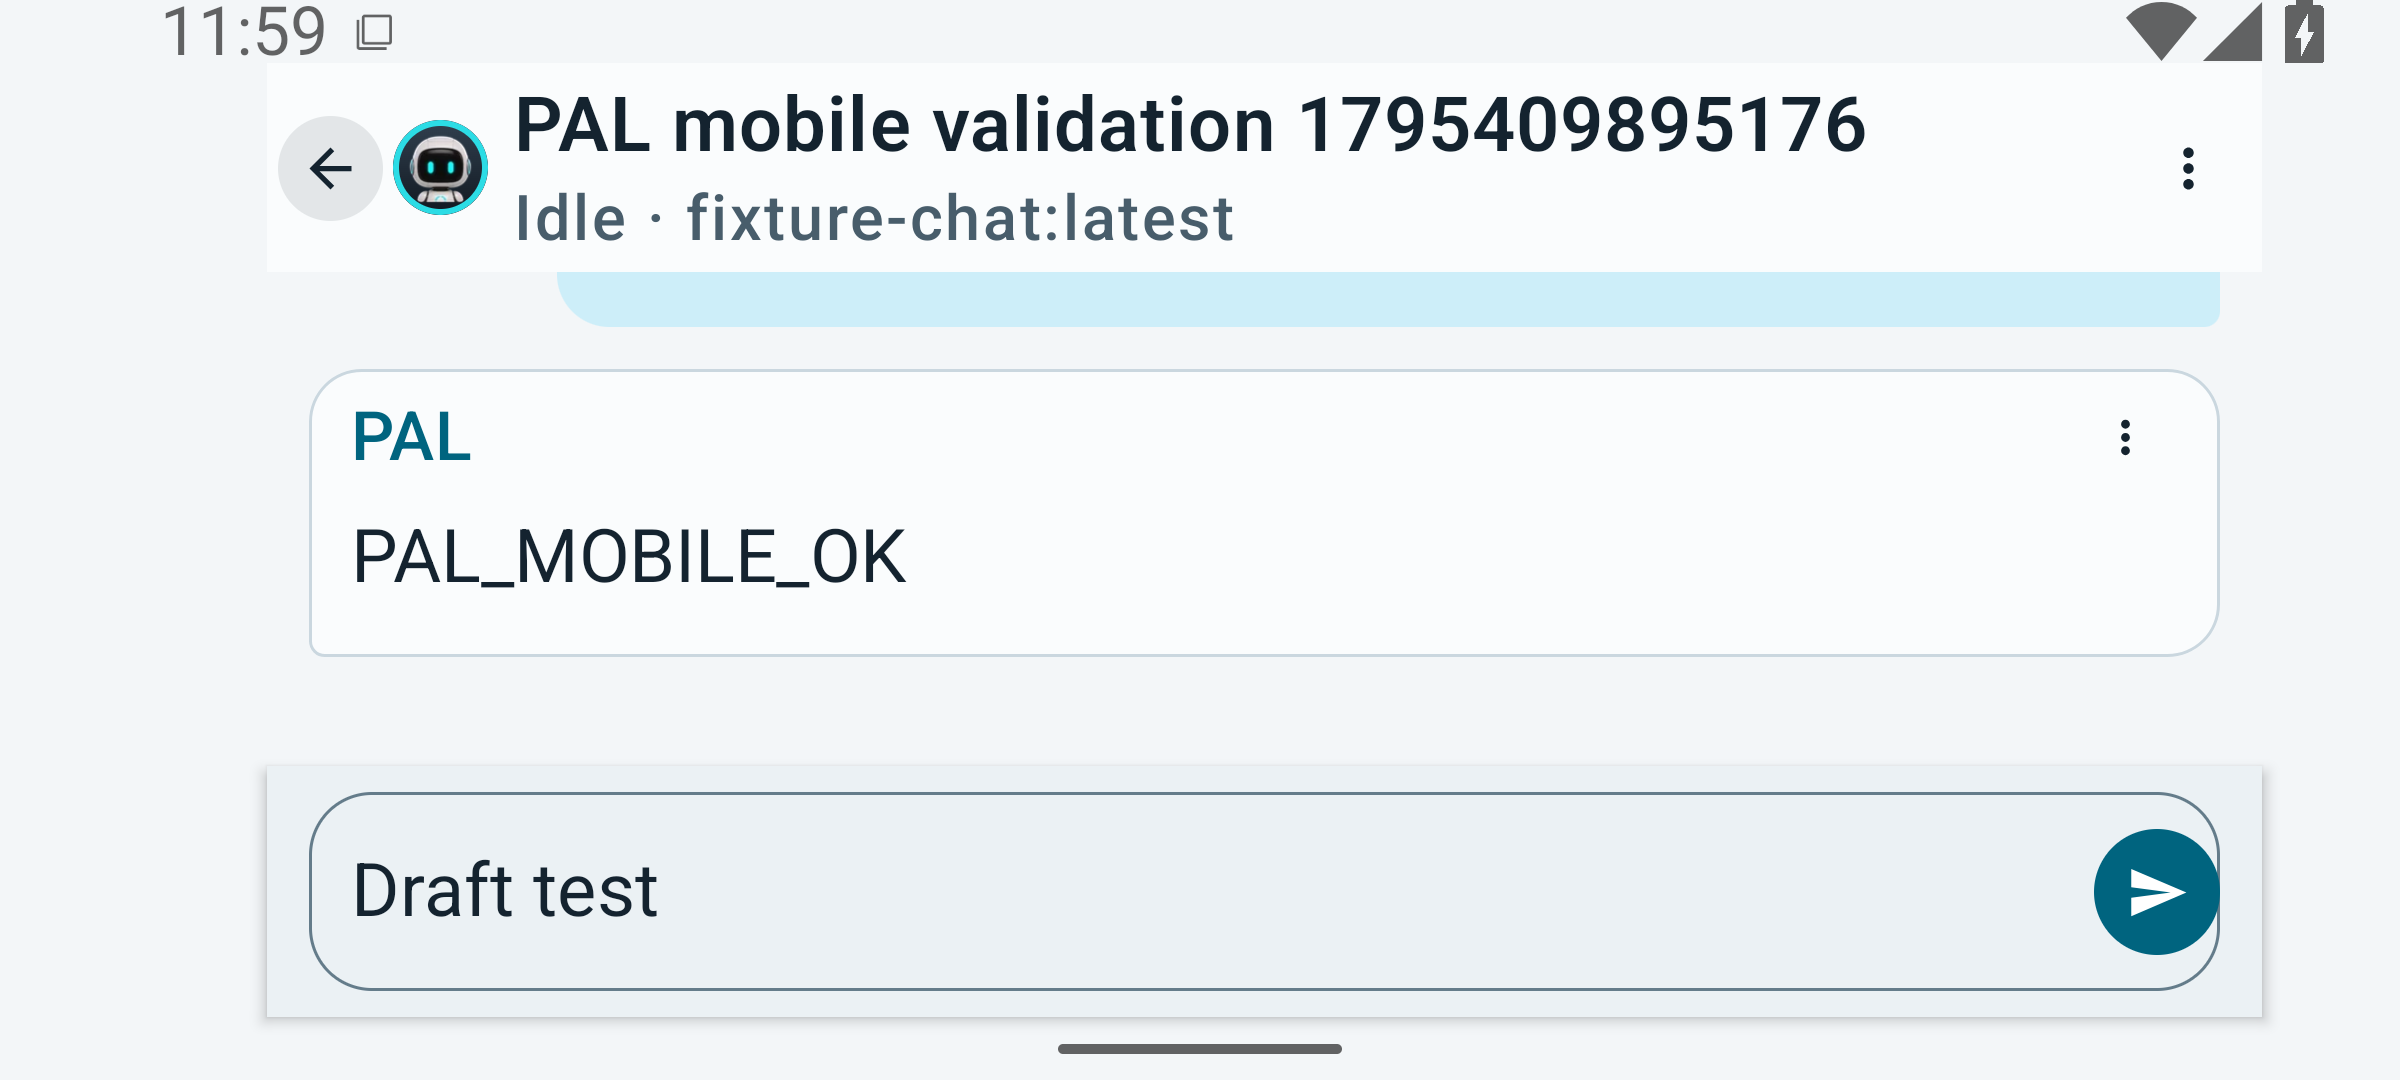 11:59
PAL mobile validation 1795409895176
Idle · fixture-chat:latest
PAL
PAL_MOBILE_OK
Draft test